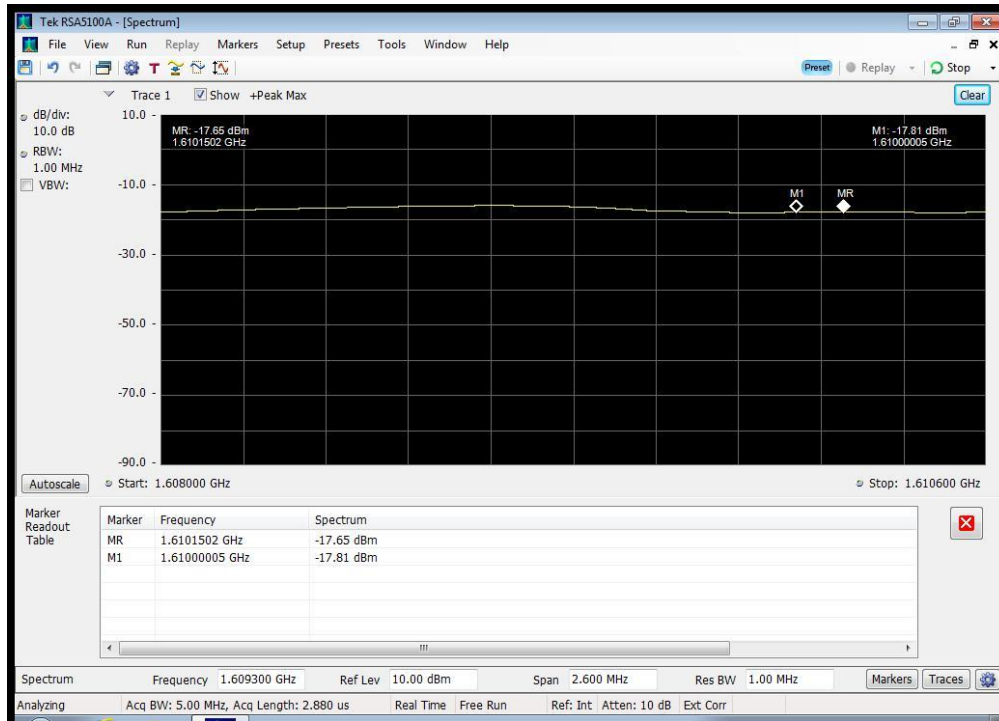 Tek RSA5100A - [Spectrum]
File View Run Replay Markers Setup Presets Tools Window Help
T Preset Replay Stop
Trace 1 Show +Peak Max Clear
dB/div:
10.0 dB
RBW:
1.00 MHz
VBW:
10.0
-10.0
-30.0
-50.0
-70.0
-90.0
MR: -17.65 dBm
1.6101502 GHz
M1: -17.81 dBm
1.61000005 GHz
M1 MR
Autoscale Start: 1.608000 GHz Stop: 1.610600 GHz
Marker
Readout
Table
Marker Frequency Spectrum
MR 1.6101502 GHz -17.65 dBm
M1 1.61000005 GHz -17.81 dBm
Spectrum Frequency 1.609300 GHz Ref Lev 10.00 dBm Span 2.600 MHz Res BW 1.00 MHz Markers Traces
Analyzing Acq BW: 5.00 MHz, Acq Length: 2.880 us Real Time Free Run Ref: Int Atten: 10 dB Ext Corr